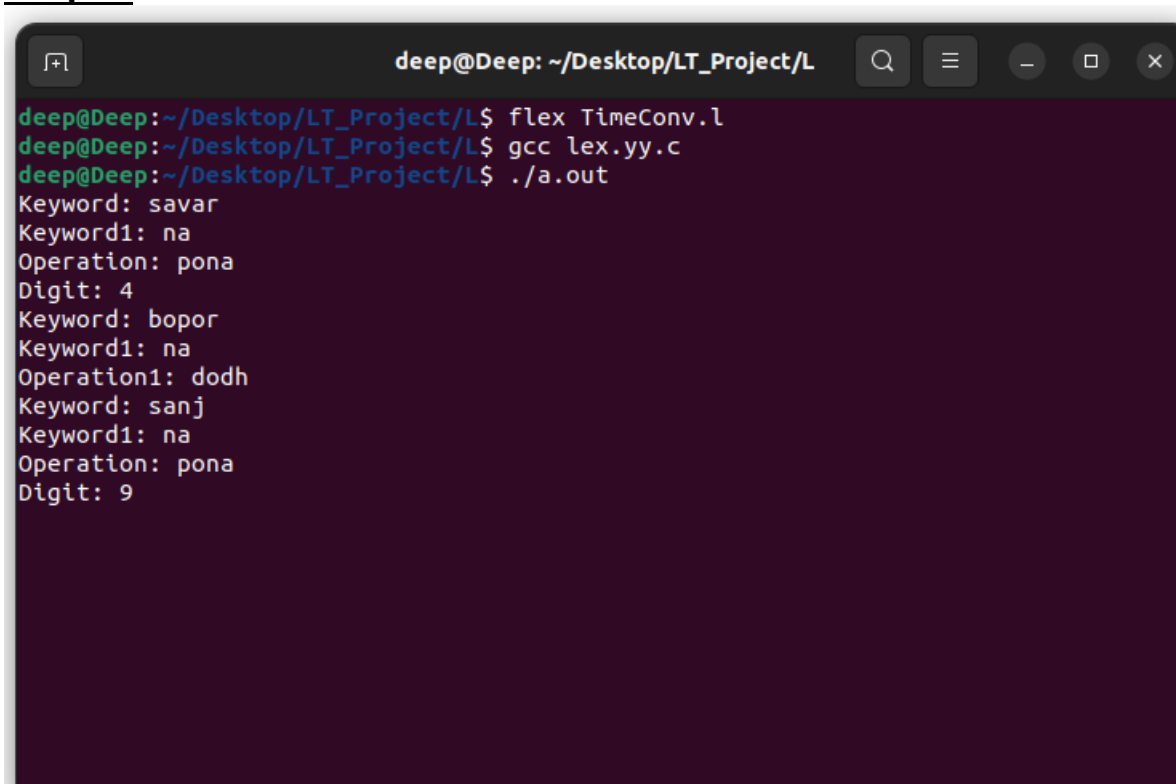 deep@Deep: ~/Desktop/LT_Project/L
deep@Deep:~/Desktop/LT_Project/L$ flex TimeConv.l
deep@Deep:~/Desktop/LT_Project/L$ gcc lex.yy.c
deep@Deep:~/Desktop/LT_Project/L$ ./a.out
Keyword: savar
Keyword1: na
Operation: pona
Digit: 4
Keyword: bopor
Keyword1: na
Operation1: dodh
Keyword: sanj
Keyword1: na
Operation: pona
Digit: 9